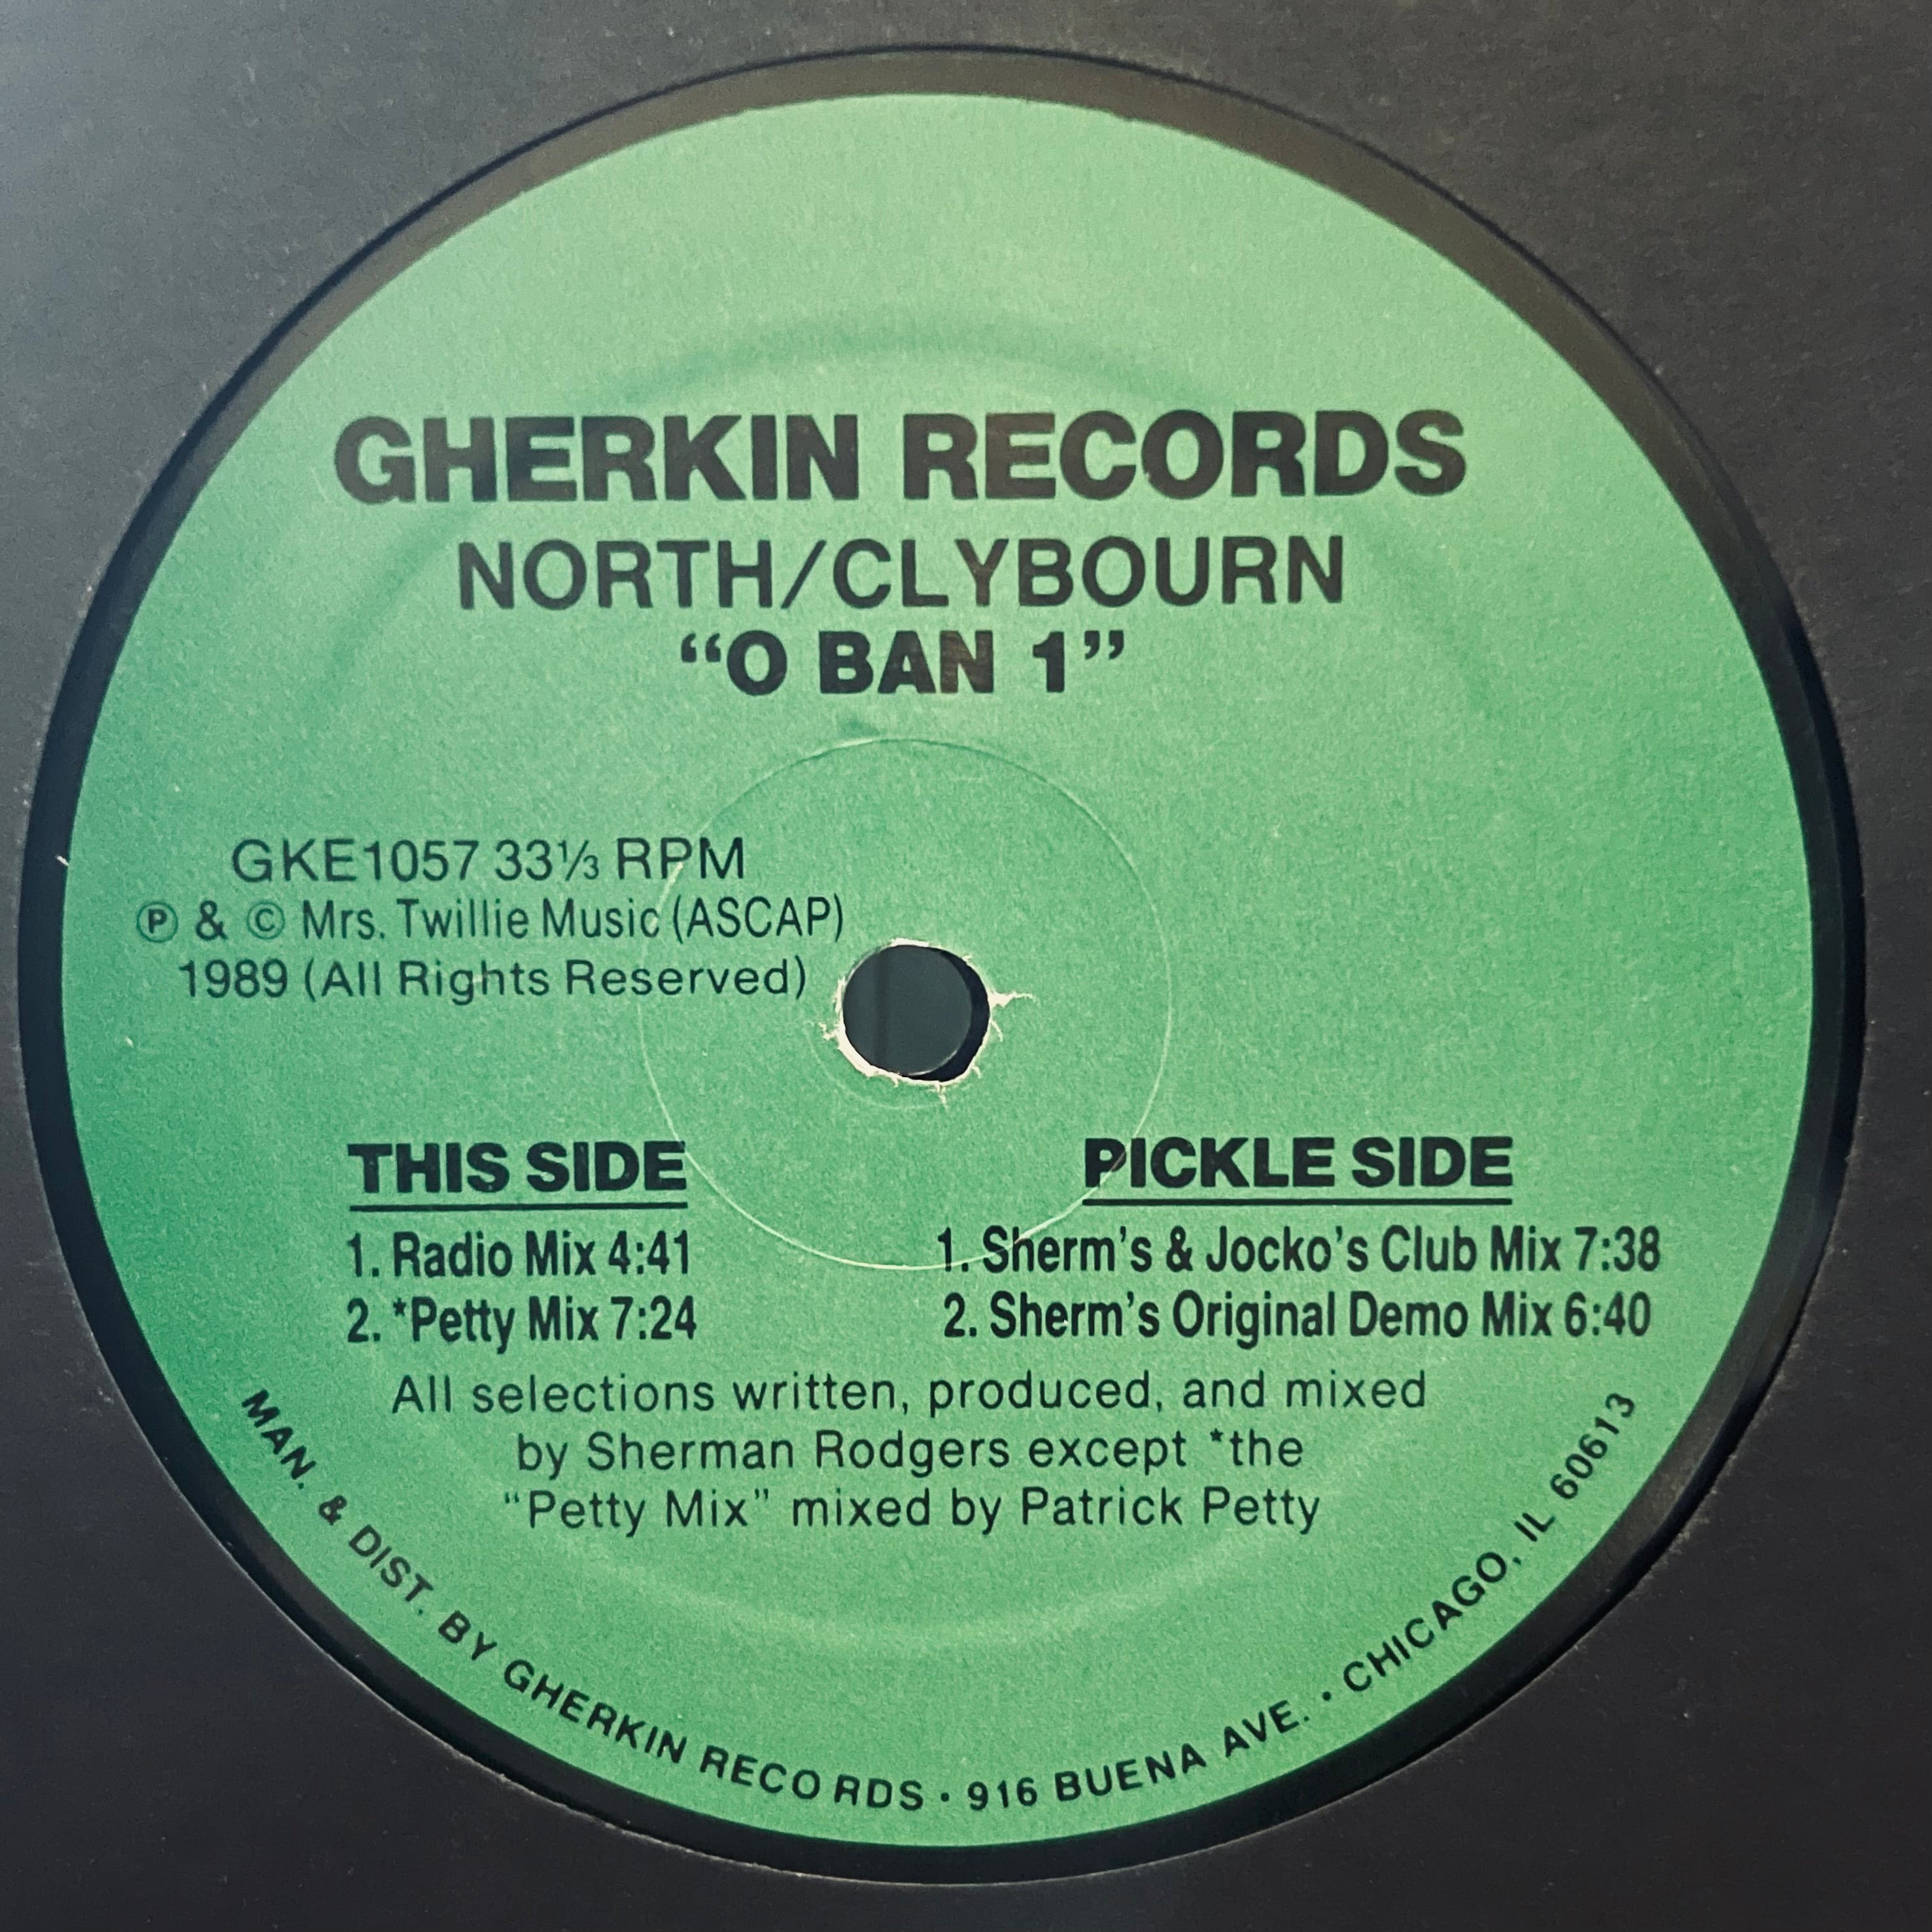 GHERKIN RECORDS
NORTH/CLYBOURN
“O BAN 1”
GKE1057 33⅓ RPM
Ⓟ & © Mrs. Twillie Music (ASCAP)
1989 (All Rights Reserved)
THIS SIDE
1. Radio Mix 4:41
2. *Petty Mix 7:24
PICKLE SIDE
1. Sherm’s & Jocko’s Club Mix 7:38
2. Sherm’s Original Demo Mix 6:40
All selections written, produced, and mixed
by Sherman Rodgers except *the
“Petty Mix” mixed by Patrick Petty
MAN. & DIST. BY GHERKIN RECORDS · 916 BUENA AVE. · CHICAGO, IL 60613